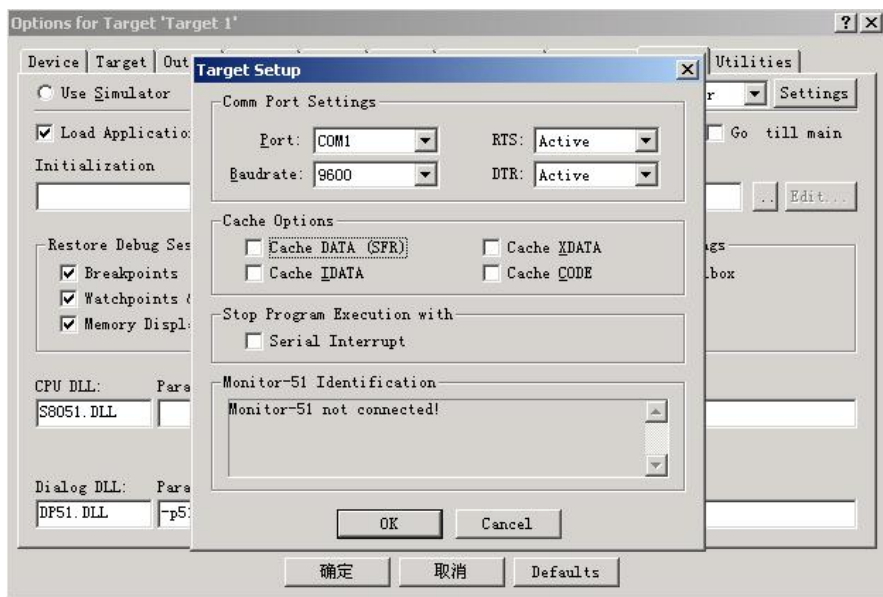 Options for Target 'Target 1'
Device Target Out Utilities
Target Setup
Use Simulator
Settings
Comm Port Settings
Load Applicatio
Port: COM1 RTS: Active
Go till main
Initialization
Baudrate: 9600 DTR: Active
.. Edit...
Cache Options
Restore Debug Ses
Cache DATA (SFR) Cache XDATA
gs
Breakpoints
Cache IDATA Cache CODE
box
Watchpoints &
Stop Program Execution with
Memory Displ
Serial Interrupt
CPU DLL: Para
Monitor-51 Identification
S8051.DLL
Monitor-51 not connected!
Dialog DLL: Para
DP51.DLL -p51
OK Cancel
确定 取消 Defaults